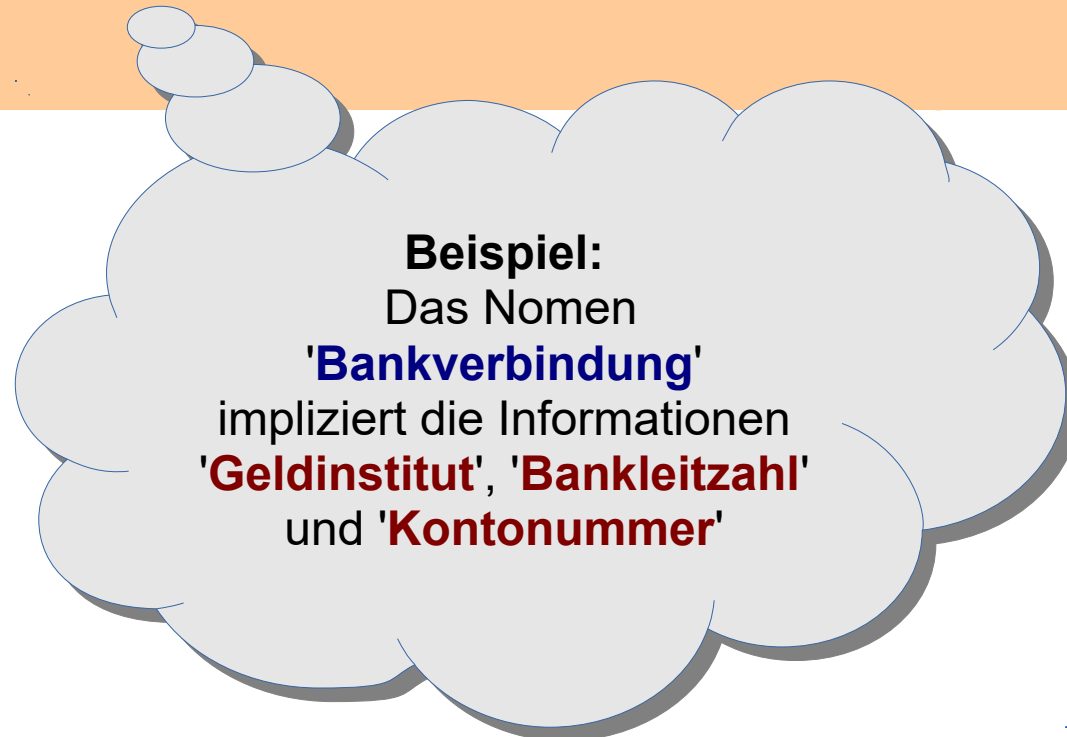 Beispiel:
Das Nomen
'Bankverbindung'
impliziert die Informationen
'Geldinstitut', 'Bankleitzahl'
und 'Kontonummer'